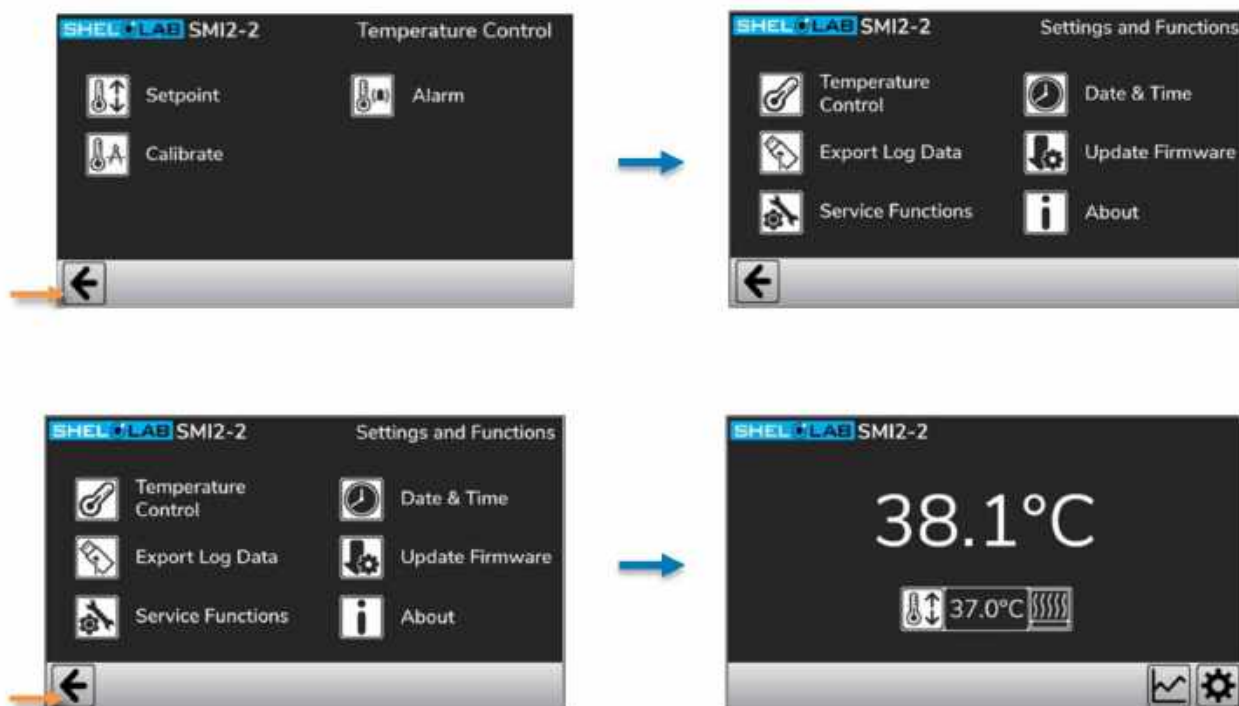 SHEL LAB SMI2-2 Temperature Control
Setpoint Alarm
Calibrate
SHEL LAB SMI2-2 Settings and Functions
Temperature
Control
Date & Time
Export Log Data Update Firmware
Service Functions About
SHEL LAB SMI2-2 Settings and Functions
Temperature
Control
Date & Time
Export Log Data Update Firmware
Service Functions About
SHEL LAB SMI2-2
38.1°C
37.0°C